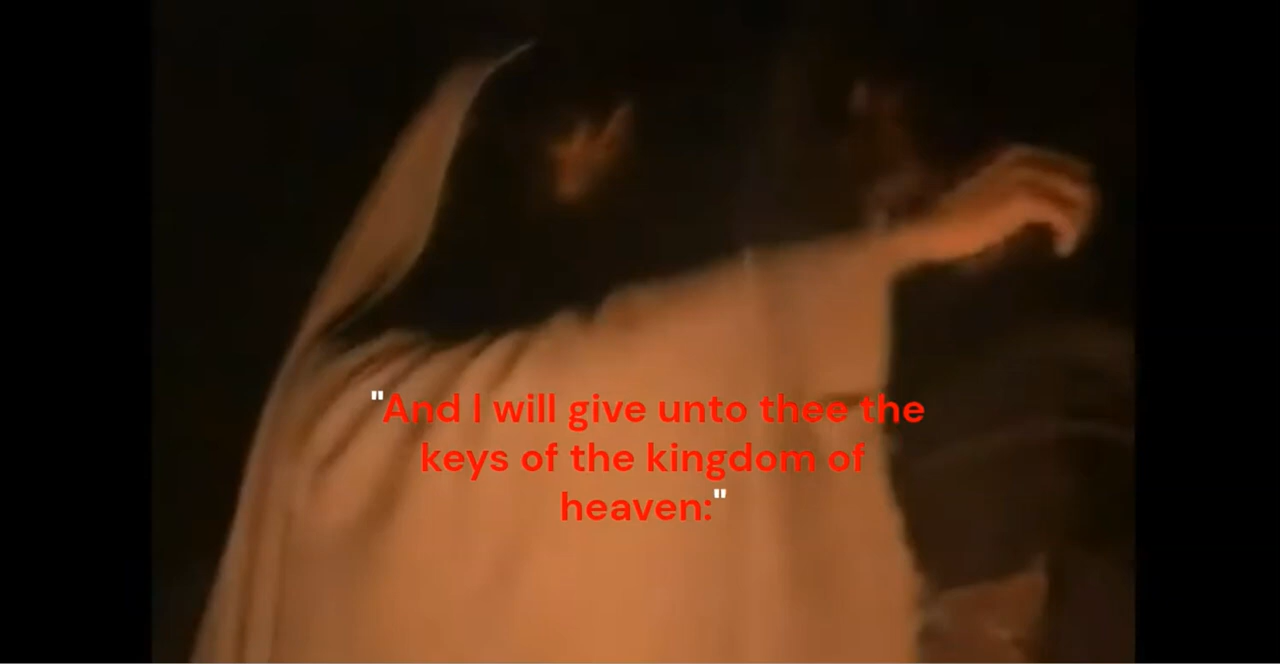 "And I will give unto thee the
keys of the kingdom of
heaven:"